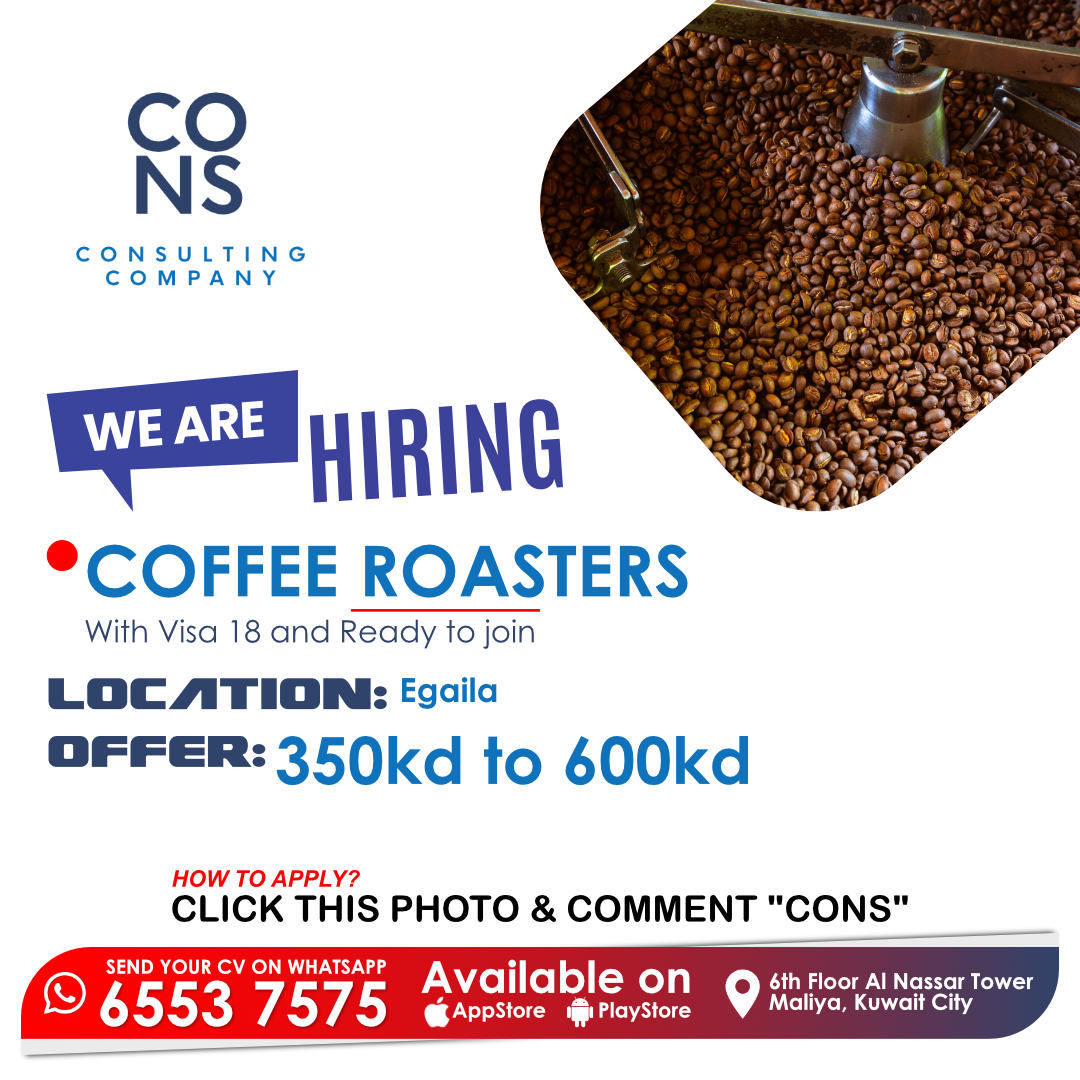 CO
NS
CONSULTING
COMPANY
WE ARE HIRING
COFFEE ROASTERS
With Visa 18 and Ready to join
LOCATION: Egaila
OFFER: 350kd to 600kd
HOW TO APPLY?
CLICK THIS PHOTO & COMMENT "CONS"
SEND YOUR CV ON WHATSAPP
6553 7575
Available on
AppStore PlayStore
6th Floor Al Nassar Tower
Maliya, Kuwait City